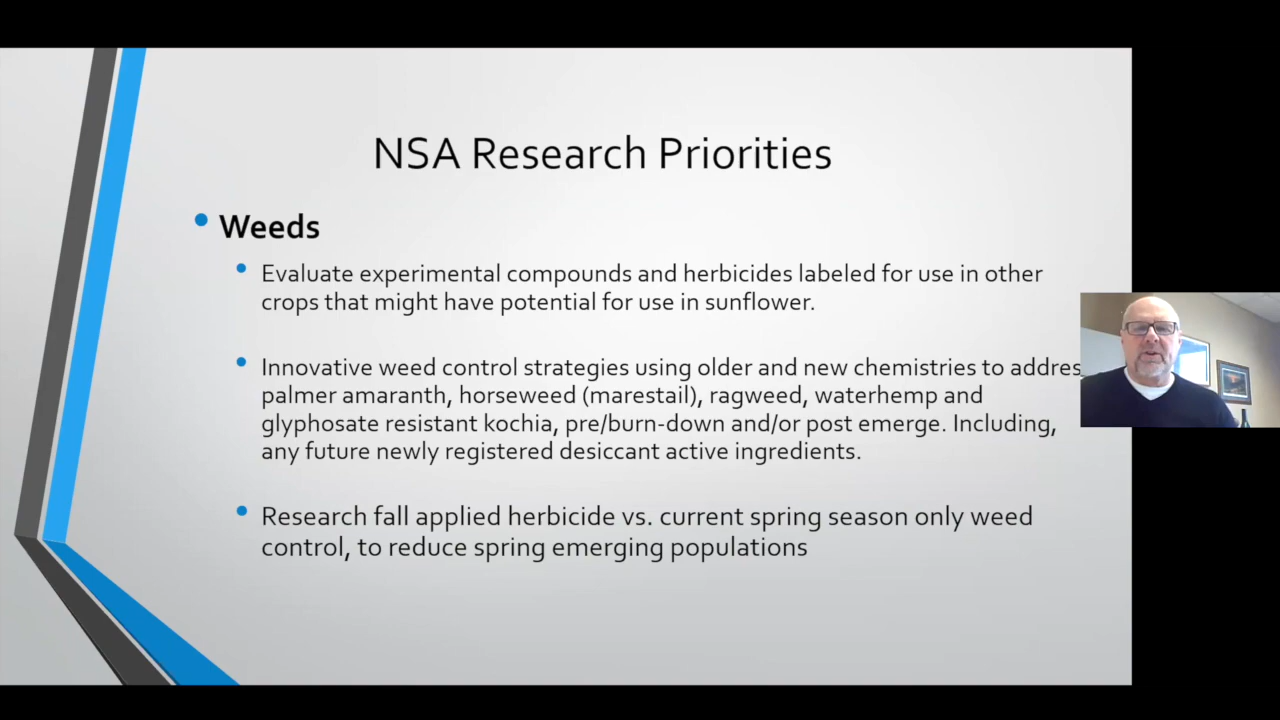 NSA Research Priorities
• Weeds
• Evaluate experimental compounds and herbicides labeled for use in other
crops that might have potential for use in sunflower.
• Innovative weed control strategies using older and new chemistries to addres
palmer amaranth, horseweed (marestail), ragweed, waterhemp and
glyphosate resistant kochia, pre/burn-down and/or post emerge. Including,
any future newly registered desiccant active ingredients.
• Research fall applied herbicide vs. current spring season only weed
control, to reduce spring emerging populations